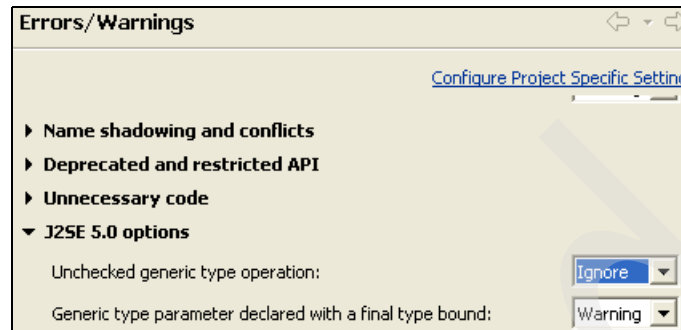 Errors/Warnings
Configure Project Specific Settin
Name shadowing and conflicts
Deprecated and restricted API
Unnecessary code
J2SE 5.0 options
Unchecked generic type operation: Ignore
Generic type parameter declared with a final type bound: Warning